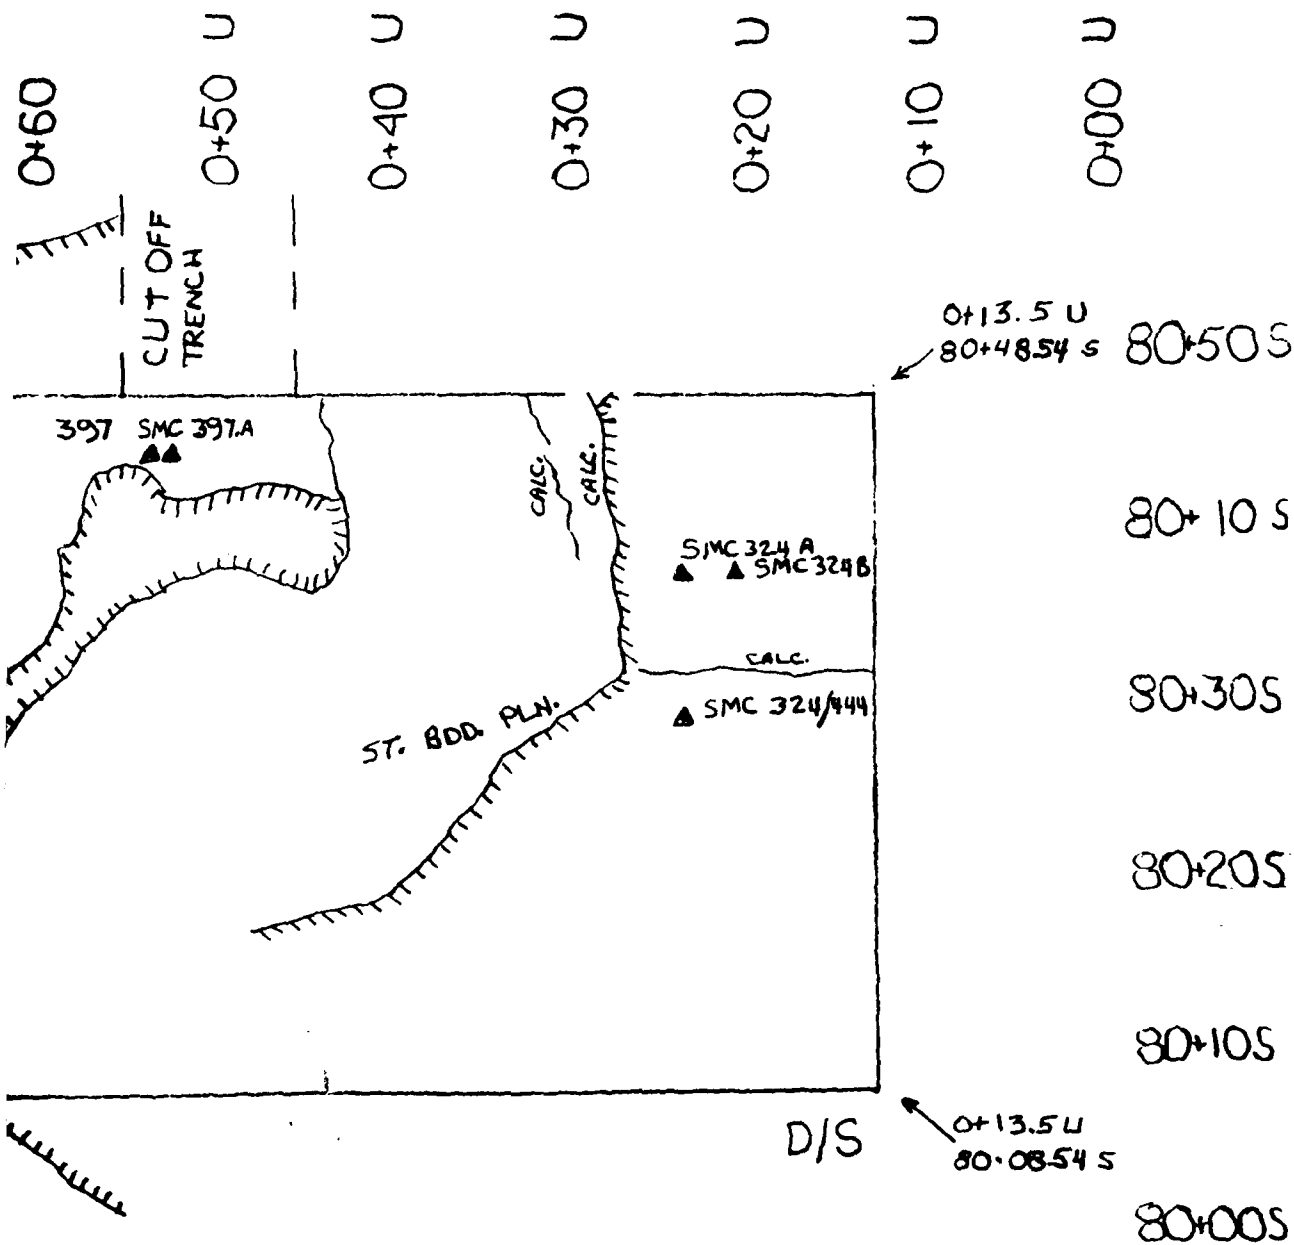 0+60
0+50 U
0+40 U
0+30 U
0+20 U
0+10 U
0+00 U
CUT OFF
TRENCH
0+13.5 U
80+48.54 S
80+50 S
397 SMC 397.A
CALC.
CALC.
80+10 S
SMC 324 A
SMC 324B
CALC.
80+30S
SMC 324/444
ST. BDD. PLN.
80+20S
80+10S
D/S
0+13.5 U
80.08.54 S
80+00S